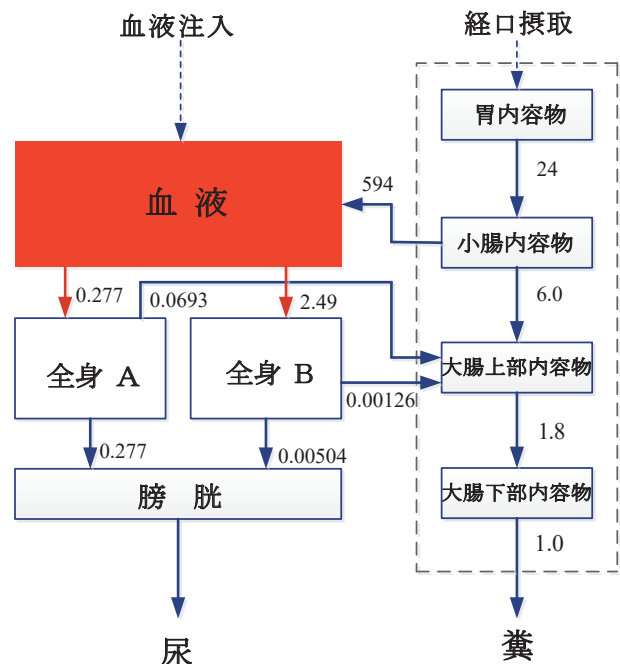 血液注入
経口摂取
胃内容物
24
血 液
594
小腸内容物
0.277
0.0693
2.49
6.0
全身 A
全身 B
大腸上部内容物
0.00126
0.277
0.00504
1.8
膀 胱
大腸下部内容物
1.0
尿
糞